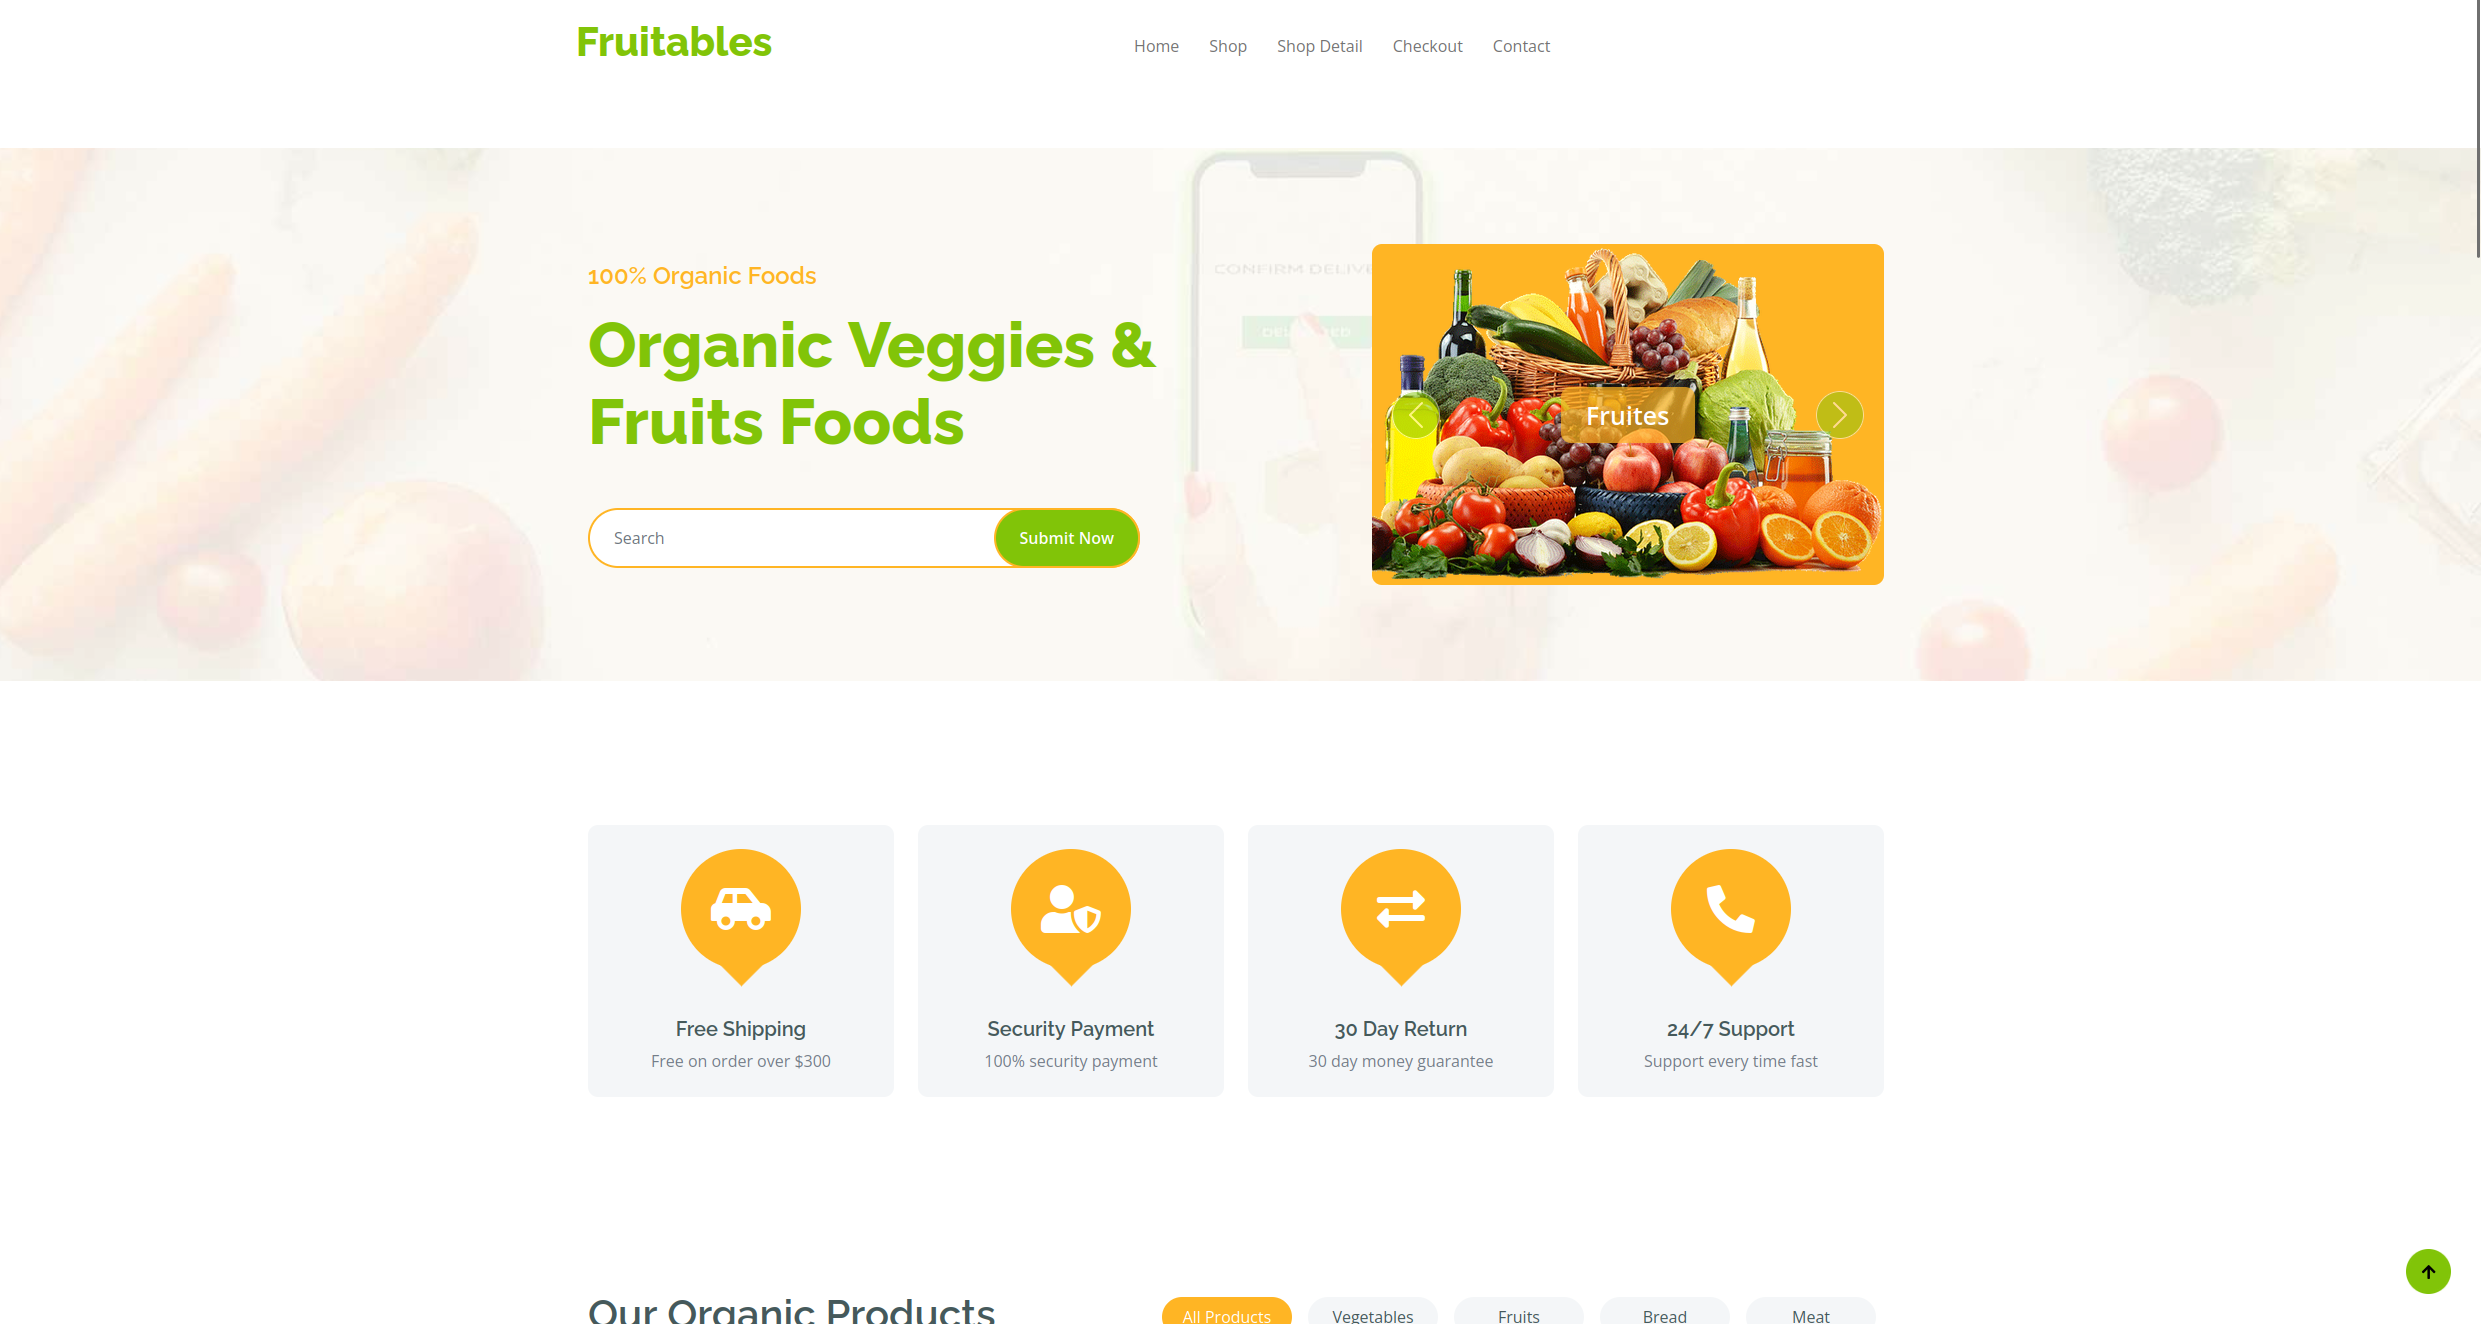 Fruitables
Home Shop Shop Detail Checkout Contact
100% Organic Foods
Organic Veggies &
Fruits Foods
Search
Submit Now
CONFIRM DELIVE
Fruites
Free Shipping
Free on order over $300
Security Payment
100% security payment
30 Day Return
30 day money guarantee
24/7 Support
Support every time fast
Our Organic Products
All Products Vegetables Fruits Bread Meat